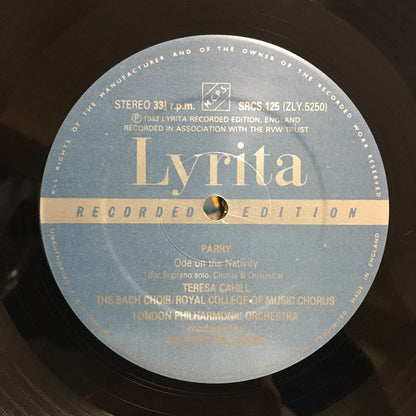 ALL RIGHTS OF THE MANUFACTURER AND OF THE OWNER OF THE RECORDED WORK RESERVED
STEREO 33⅓ r.p.m.
M.C.P.S.
SRCS 125 (ZLY.5250)
Ⓟ 1982 LYRITA RECORDED EDITION, ENGLAND
RECORDED IN ASSOCIATION WITH THE RVW TRUST
Lyrita
RECORDED EDITION
PARRY
Ode on the Nativity
(for Soprano solo, Chorus & Orchestra)
TERESA CAHILL
THE BACH CHOIR/ROYAL COLLEGE OF MUSIC CHORUS
LONDON PHILHARMONIC ORCHESTRA
conducted by
MADE IN ENGLAND